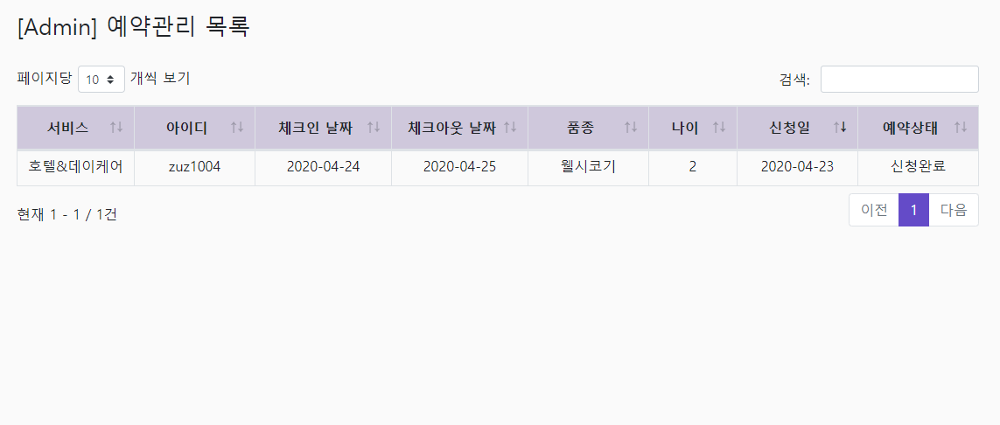 [Admin] 예약관리 목록
페이지당 10 개씩 보기 검색:
서비스 아이디 체크인 날짜 체크아웃 날짜 품종 나이 신청일 예약상태
호텔&데이케어 zuz1004 2020-04-24 2020-04-25 웰시코기 2 2020-04-23 신청완료
현재 1 - 1 / 1건 이전 1 다음